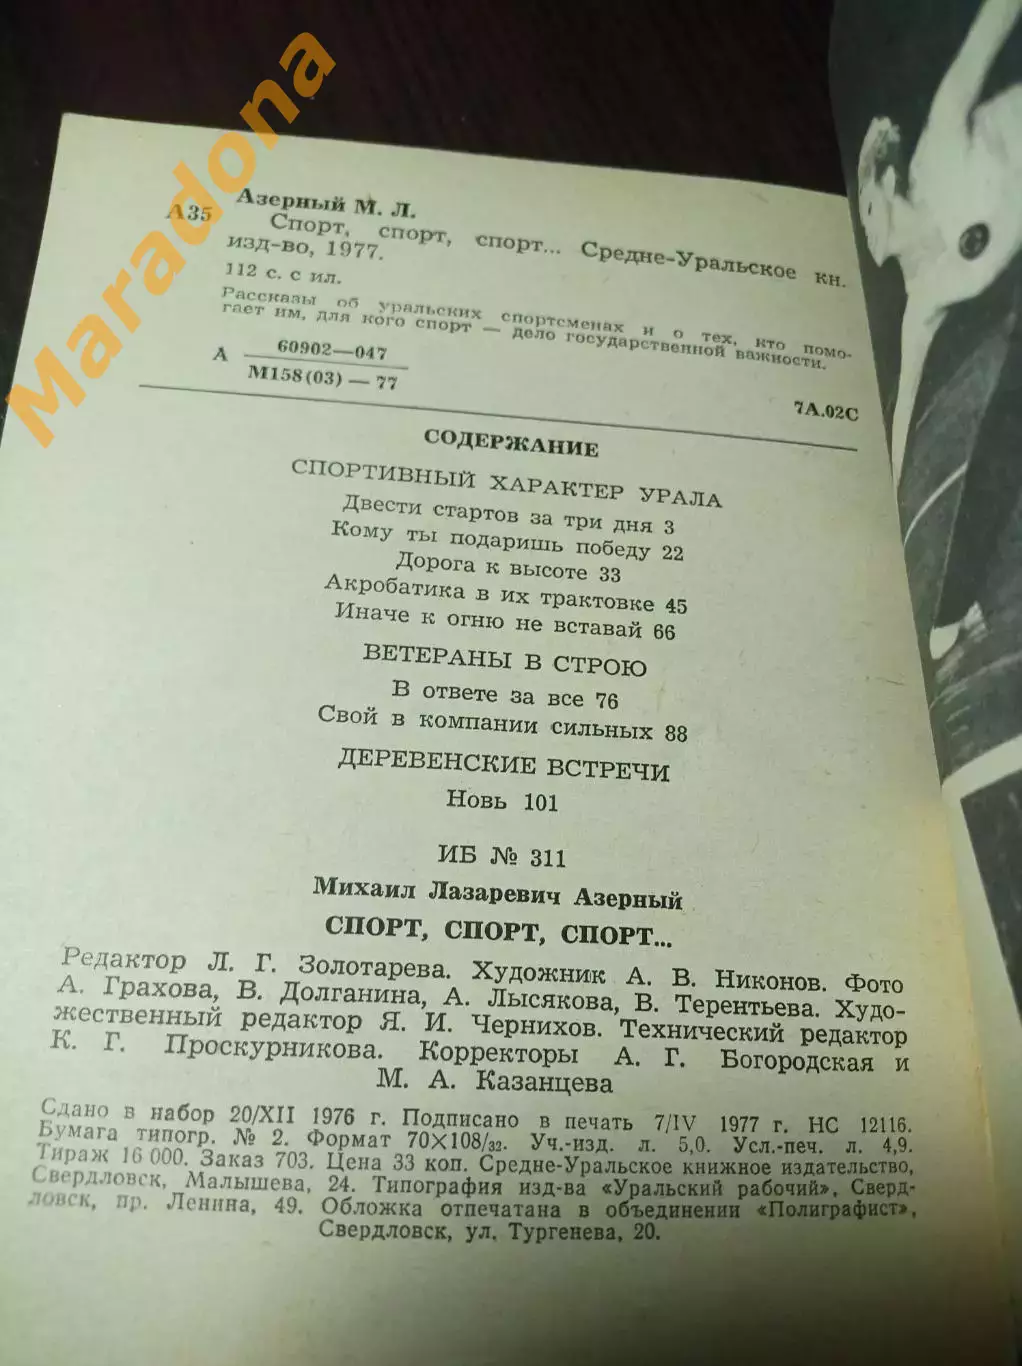 Maradona
Азерный М. Л.
А35
Спорт, спорт, спорт... Средне-Уральское кн.
изд-во, 1977.
112 с. с ил.
Рассказы об уральских спортсменах и о тех, кто помо-
гает им, для кого спорт — дело государственной важности.
А 60902—047
М158(03) — 77
7А.02С
СОДЕРЖАНИЕ
СПОРТИВНЫЙ ХАРАКТЕР УРАЛА
Двести стартов за три дня 3
Кому ты подаришь победу 22
Дорога к высоте 33
Акробатика в их трактовке 45
Иначе к огню не вставай 66
ВЕТЕРАНЫ В СТРОЮ
В ответе за все 76
Свой в компании сильных 88
ДЕРЕВЕНСКИЕ ВСТРЕЧИ
Новь 101
ИБ № 311
Михаил Лазаревич Азерный
СПОРТ, СПОРТ, СПОРТ...
Редактор Л. Г. Золотарева. Художник А. В. Никонов. Фото
А. Грахова, В. Долганина, А. Лысякова, В. Терентьева. Худо-
жественный редактор Я. И. Чернихов. Технический редактор
К. Г. Проскурникова. Корректоры А. Г. Богородская и
М. А. Казанцева
Сдано в набор 20/XII 1976 г. Подписано в печать 7/IV 1977 г. НС 12116.
Бумага типогр. № 2. Формат 70Х108/32. Уч.-изд. л. 5,0. Усл.-печ. л. 4,9.
Тираж 16 000. Заказ 703. Цена 33 коп. Средне-Уральское книжное издательство,
Свердловск, Малышева, 24. Типография изд-ва «Уральский рабочий», Сверд-
ловск, пр. Ленина, 49. Обложка отпечатана в объединении «Полиграфист»,
Свердловск, ул. Тургенева, 20.